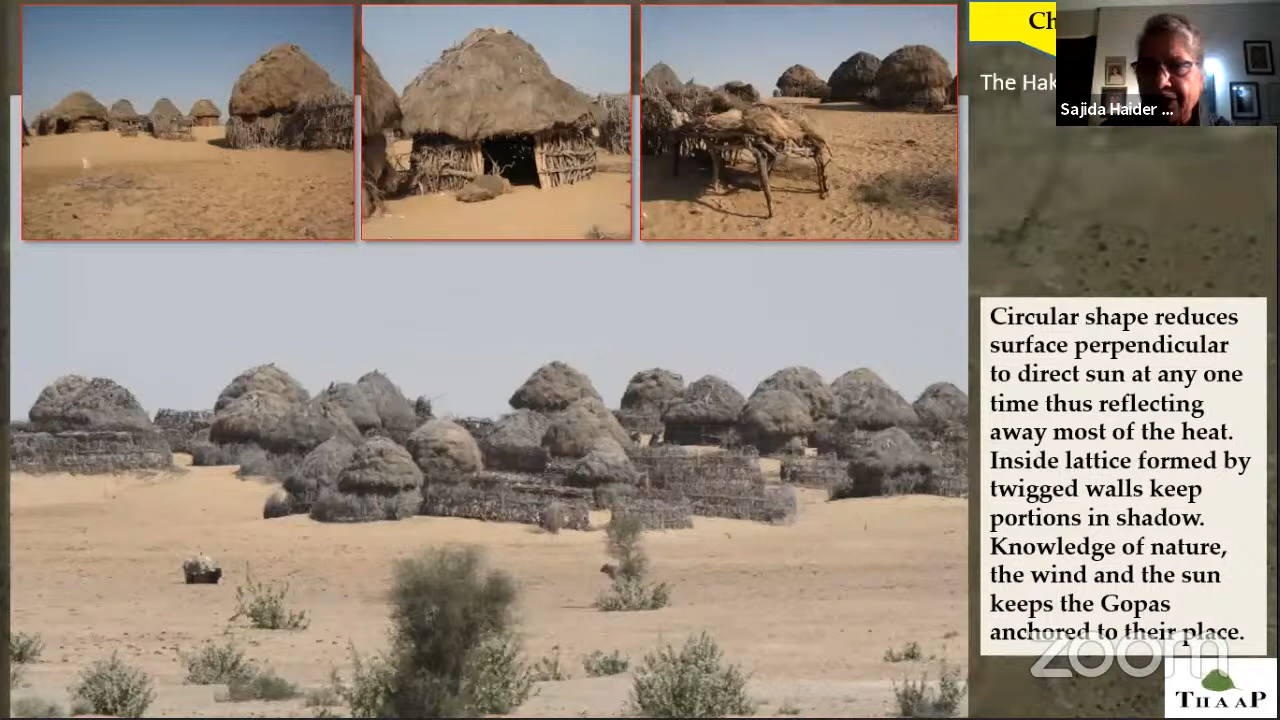 Ch
The Hak
Sajida Haider ...
Circular shape reduces
surface perpendicular
to direct sun at any one
time thus reflecting
away most of the heat.
Inside lattice formed by
twigged walls keep
portions in shadow.
Knowledge of nature,
the wind and the sun
keeps the Gopas
anchored to their place.
zoom
THAAP